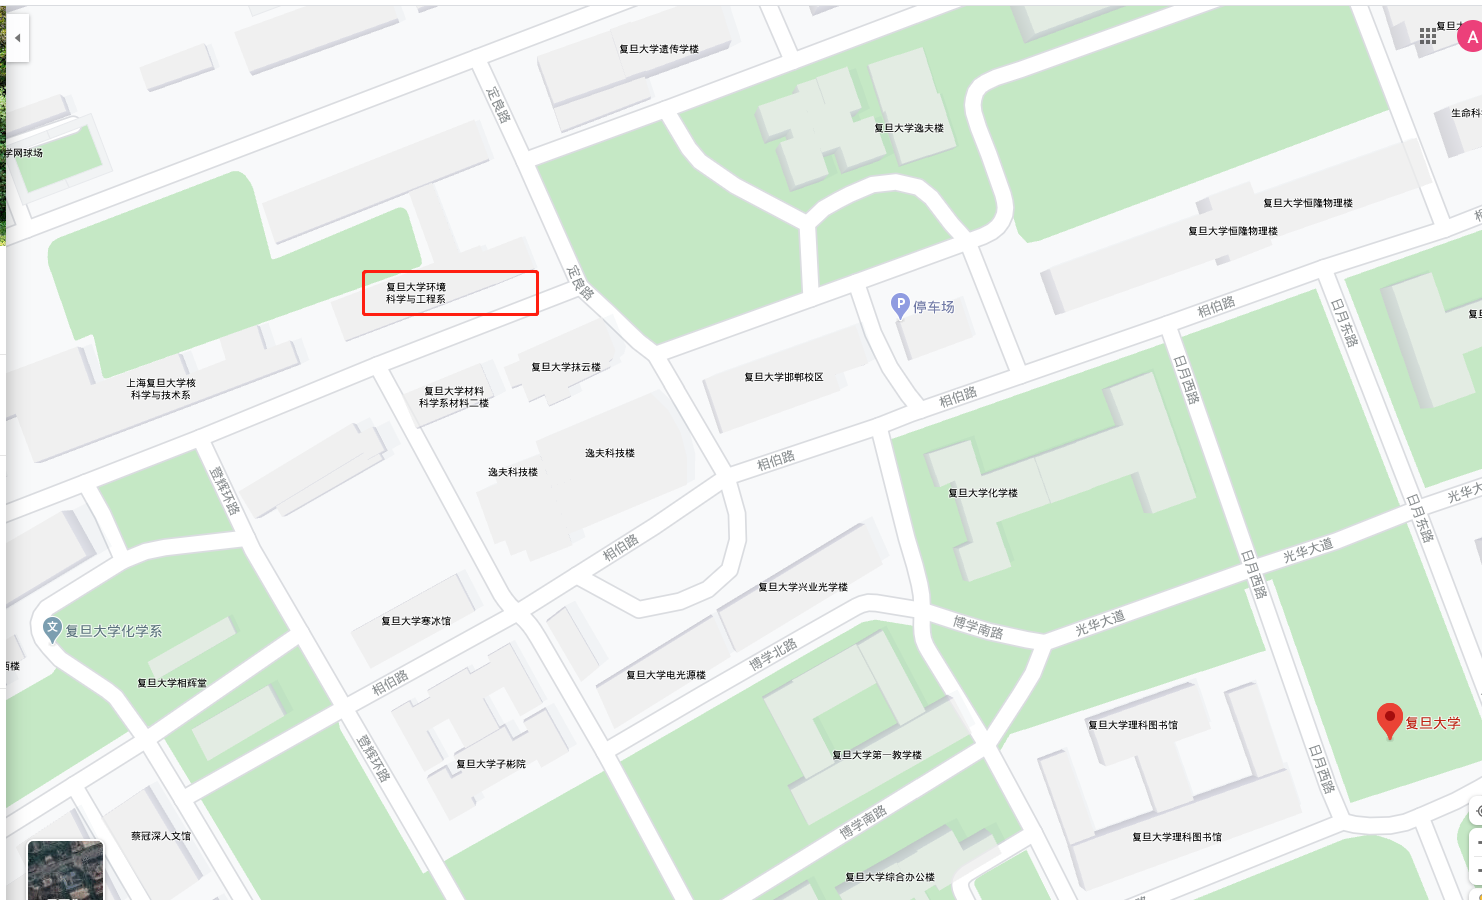 复旦大
A
复旦大学遗传学楼
定良路
生命科
复旦大学逸夫楼
学网球场
复旦大学恒隆物理楼
复旦大学恒隆物理楼
复旦大学环境
科学与工程系
定良路
P
停车场
相伯路
日月东路
复旦大学抹云楼
上海复旦大学核
科学与技术系
复旦大学材料
科学系材料二楼
复旦大学邯郸校区
日月西路
相伯路
逸夫科技楼
逸夫科技楼
相伯路
登辉环路
复旦大学化学楼
光华大
日月东路
相伯路
光华大道
日月西路
复旦大学兴业光学楼
文
复旦大学化学系
复旦大学寒冰馆
博学南路
光华大道
博学北路
西楼
复旦大学相辉堂
相伯路
复旦大学电光源楼
复旦大学理科图书馆
复旦大学
登辉环路
复旦大学子彬院
复旦大学第一教学楼
日月西路
博学南路
蔡冠深人文馆
复旦大学理科图书馆
复旦大学综合办公楼